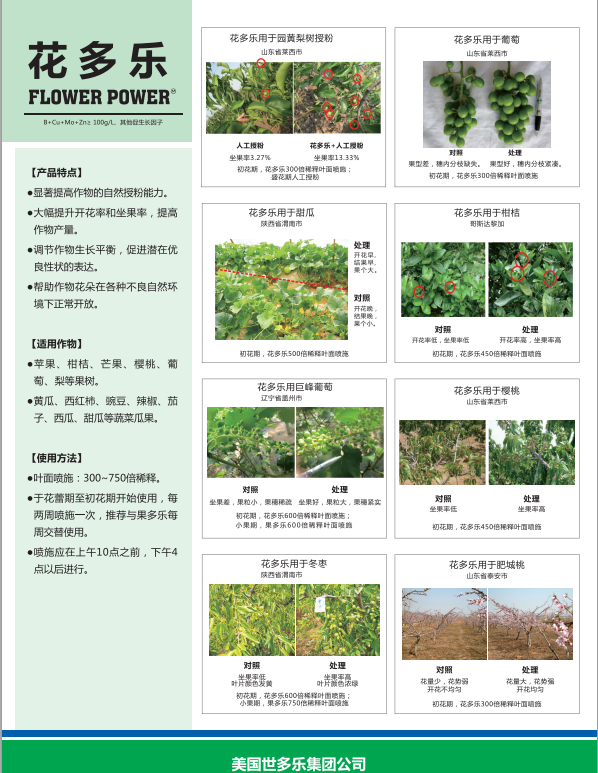 花多乐
FLOWER POWER®
B+Cu+Mo+Zn≥ 100g/L、其他促生长因子
【产品特点】
●显著提高作物的自然授粉能力。
●大幅提升开花率和坐果率，提高
作物产量。
●调节作物生长平衡，促进潜在优
良性状的表达。
●帮助作物花朵在各种不良自然环
境下正常开放。
【适用作物】
●苹果、柑桔、芒果、樱桃、葡
萄、梨等果树。
●黄瓜、西红柿、豌豆、辣椒、茄
子、西瓜、甜瓜等蔬菜瓜果。
【使用方法】
●叶面喷施：300~750倍稀释。
●于花蕾期至初花期开始使用，每
两周喷施一次，推荐与果多乐每
周交替使用。
●喷施应在上午10点之前，下午4
点以后进行。
花多乐用于园黄梨树授粉
山东省莱西市
人工授粉
花多乐+人工授粉
坐果率3.27%
坐果率13.33%
初花期，花多乐300倍稀释叶面喷施；
盛花期人工授粉
花多乐用于葡萄
山东省莱西市
对照
处理
果型差，穗内分枝缺失。
果型好，穗内分枝紧凑。
初花期，花多乐300倍稀释叶面喷施
花多乐用于甜瓜
陕西省渭南市
处理
开花早，
结果早，
果个大。
对照
开花晚，
结果晚，
果个小。
初花期，花多乐500倍稀释叶面喷施
花多乐用于柑桔
哥斯达黎加
对照
处理
开花率低，坐果率低
开花率高，坐果率高
初花期，花多乐450倍稀释叶面喷施
花多乐用巨峰葡萄
辽宁省盖州市
对照
处理
坐果差，果粒小，果穗稀疏
坐果好，果粒大，果穗紧实
初花期，花多乐600倍稀释叶面喷施；
小果期，果多乐600倍稀释叶面喷施
花多乐用于樱桃
山东省莱西市
对照
处理
坐果率低
坐果率高
初花期，花多乐450倍稀释叶面喷施
花多乐用于冬枣
陕西省渭南市
对照
处理
坐果率低
叶片颜色发黄
坐果率高
叶片颜色浓绿
初花期，花多乐600倍稀释叶面喷施；
小果期，果多乐750倍稀释叶面喷施
花多乐用于肥城桃
山东省泰安市
对照
处理
花量少，花势弱
开花不均匀
花量大，花势强
开花均匀
初花期，花多乐300倍稀释叶面喷施
美国世多乐集团公司